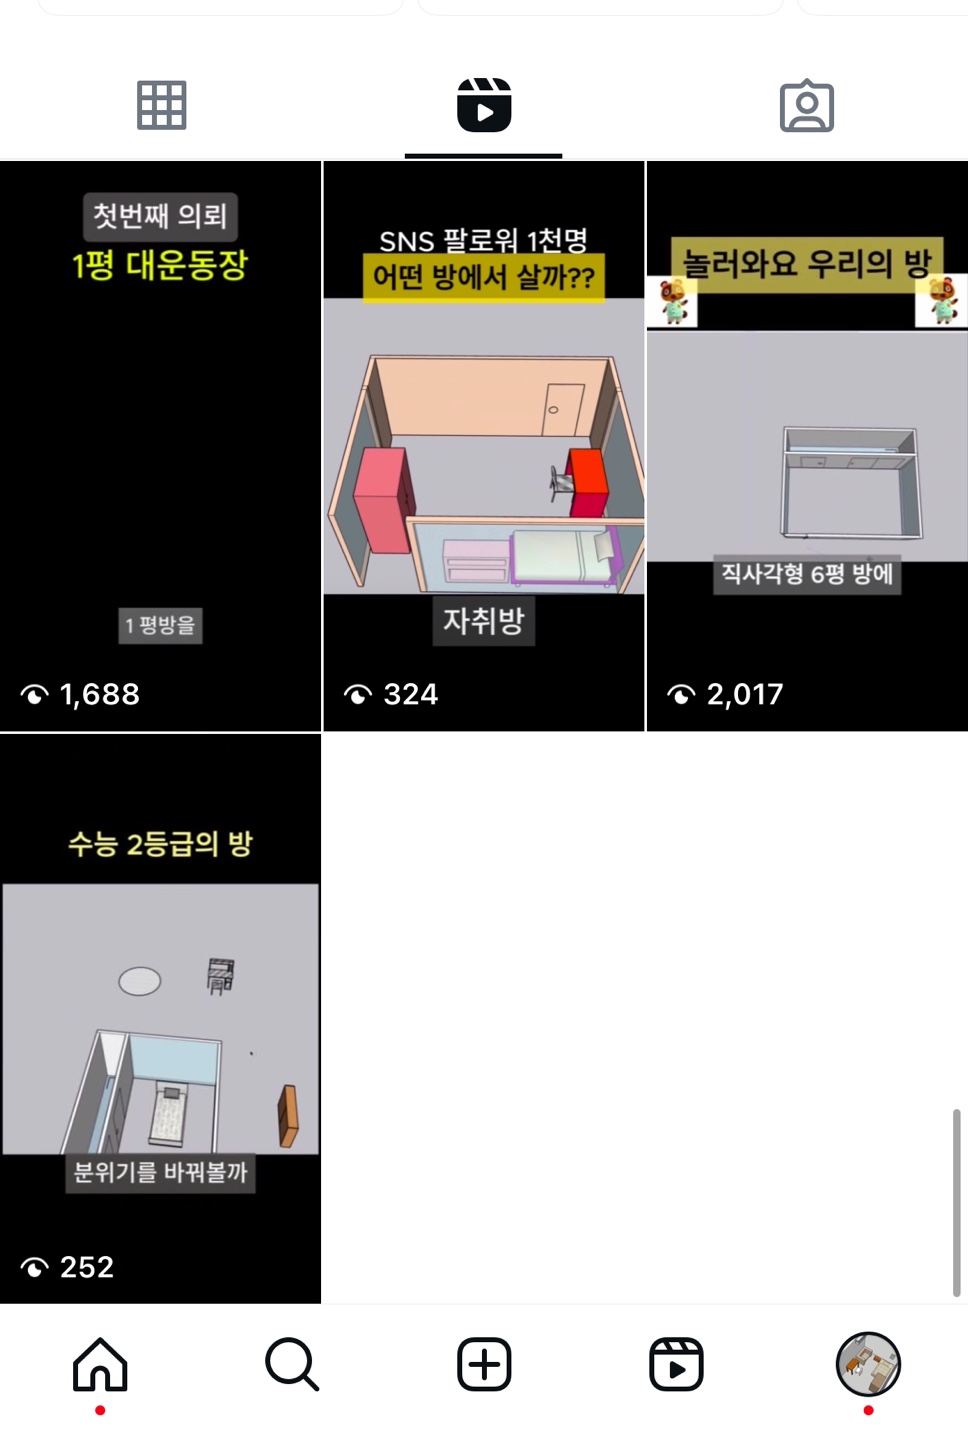 첫번째 의뢰
1평 대운동장
1 평방을
1,688
SNS 팔로워 1천명
어떤 방에서 살까??
자취방
324
놀러와요 우리의 방
직사각형 6평 방에
2,017
수능 2등급의 방
분위기를 바꿔볼까
252